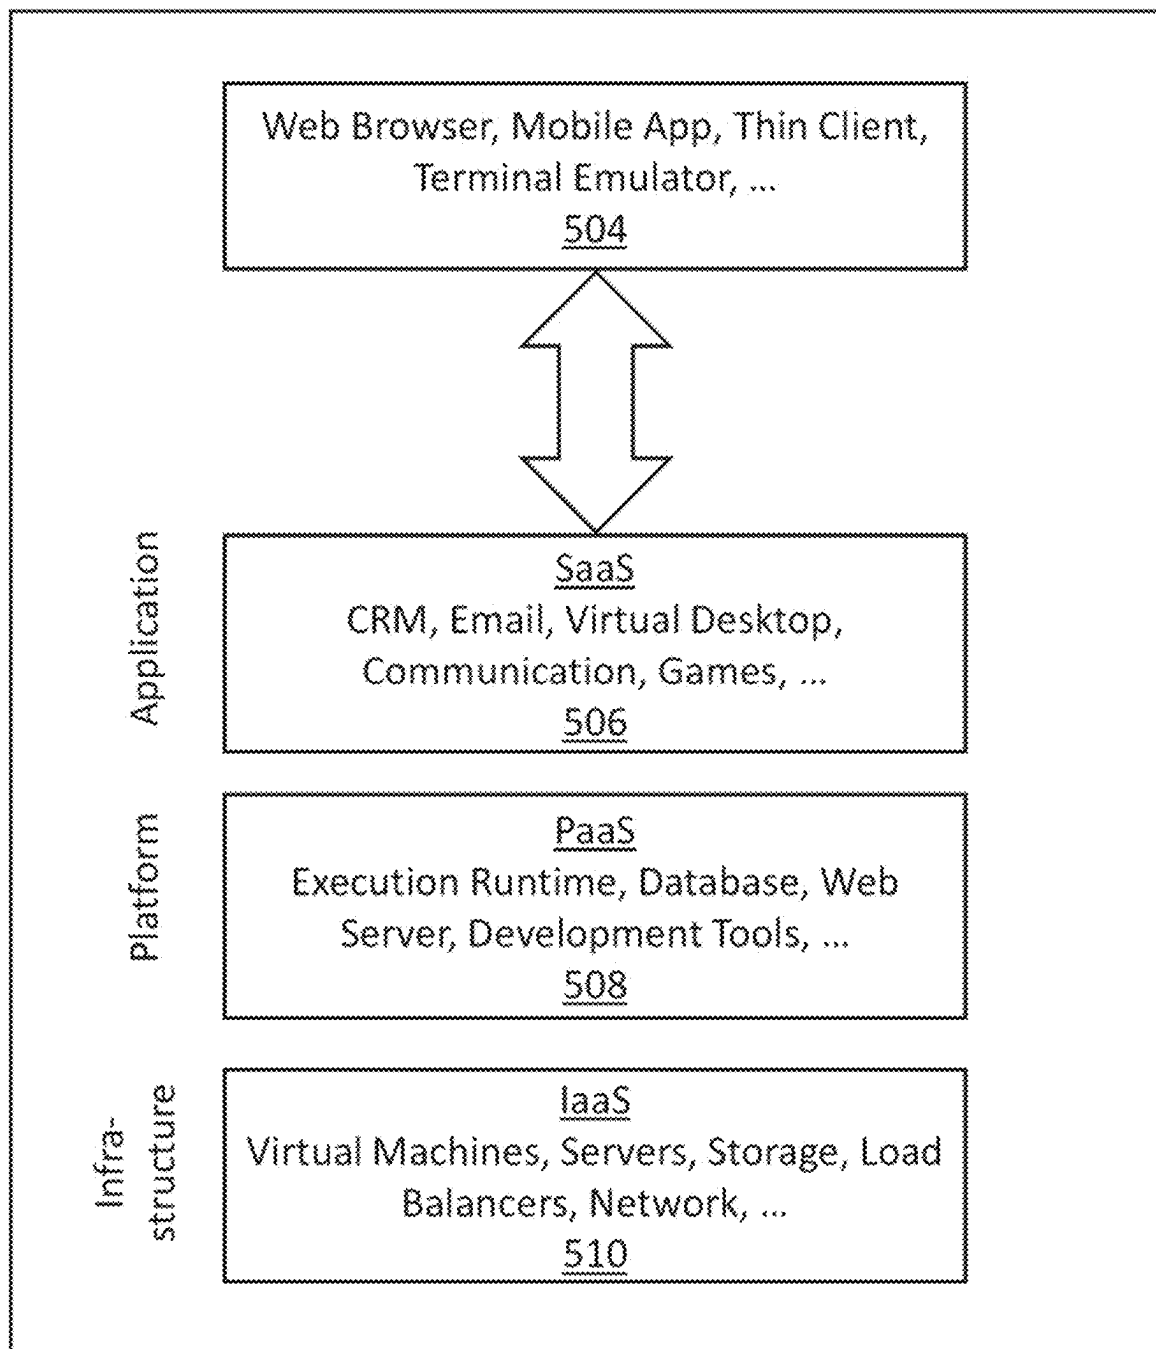 Web Browser, Mobile App, Thin Client,
Terminal Emulator, ...
504
Application
SaaS
CRM, Email, Virtual Desktop,
Communication, Games, ...
506
Platform
PaaS
Execution Runtime, Database, Web
Server, Development Tools, ...
508
Infra-
structure
IaaS
Virtual Machines, Servers, Storage, Load
Balancers, Network, ...
510